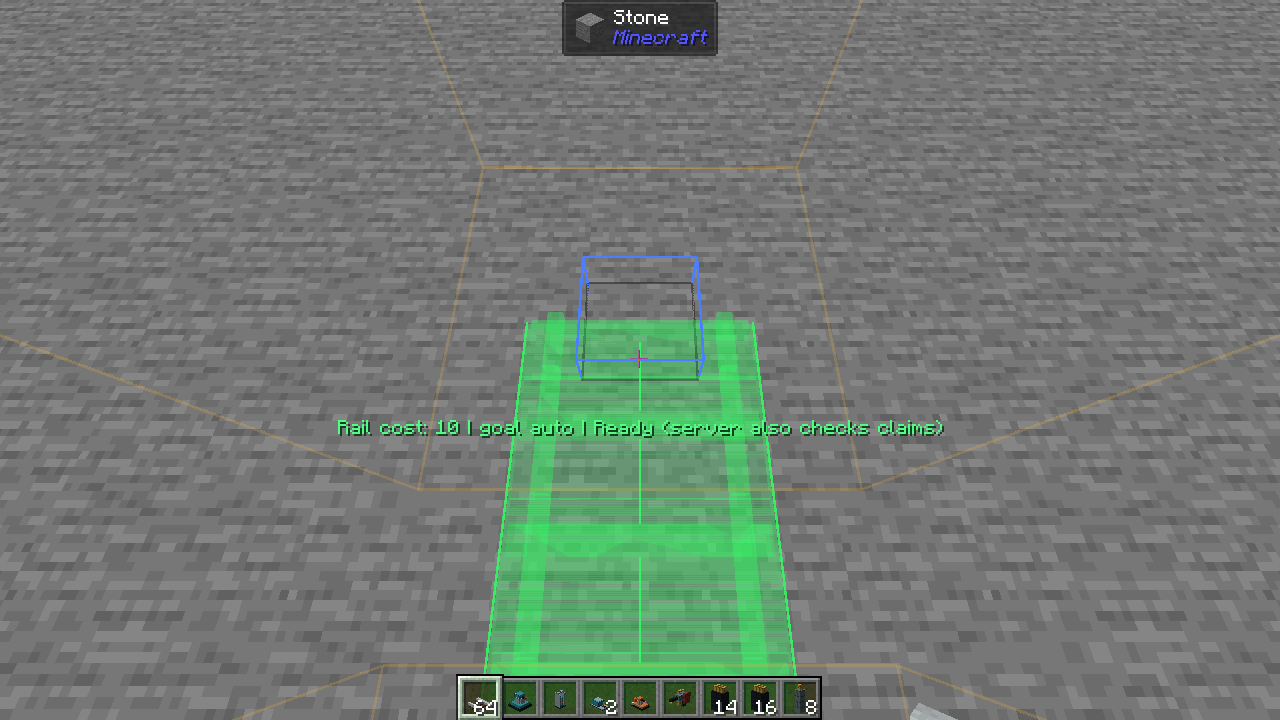 Stone
Minecraft
Rail cost: 10 | goal auto | Ready (server also checks claims)
64 2 14 16 8